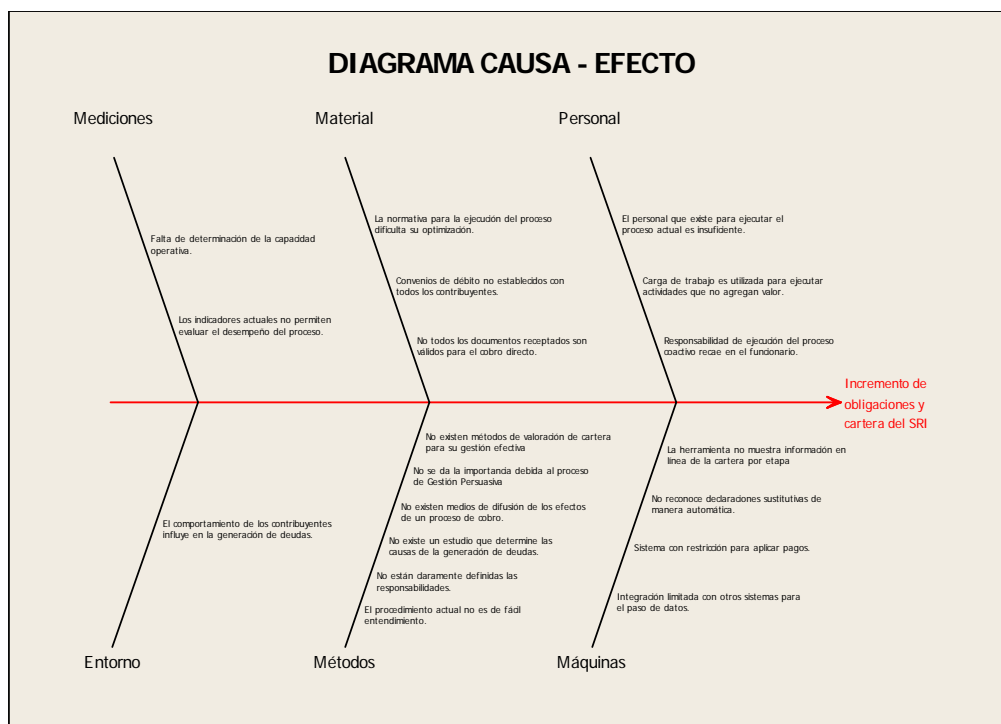 DIAGRAMA CAUSA - EFECTO
Mediciones
Material
Personal
Falta de determinación de la capacidad
operativa.
Los indicadores actuales no permiten
evaluar el desempeño del proceso.
La normativa para la ejecución del proceso
dificulta su optimización.
Convenios de débito no establecidos con
todos los contribuyentes.
No todos los documentos receptados son
válidos para el cobro directo.
El personal que existe para ejecutar el
proceso actual es insuficiente.
Carga de trabajo es utilizada para ejecutar
actividades que no agregan valor.
Responsabilidad de ejecución del proceso
coactivo recae en el funcionario.
Incremento de
obligaciones y
cartera del SRI
El comportamiento de los contribuyentes
influye en la generación de deudas.
No existen métodos de valoración de cartera
para su gestión efectiva
No se da la importancia debida al proceso
de Gestión Persuasiva
No existen medios de difusión de los efectos
de un proceso de cobro.
No existe un estudio que determine las
causas de la generación de deudas.
No están claramente definidas las
responsabilidades.
El procedimiento actual no es de fácil
entendimiento.
La herramienta no muestra información en
línea de la cartera por etapa
No reconoce declaraciones sustitutivas de
manera automática.
Sistema con restricción para aplicar pagos.
Integración limitada con otros sistemas para
el paso de datos.
Entorno
Métodos
Máquinas